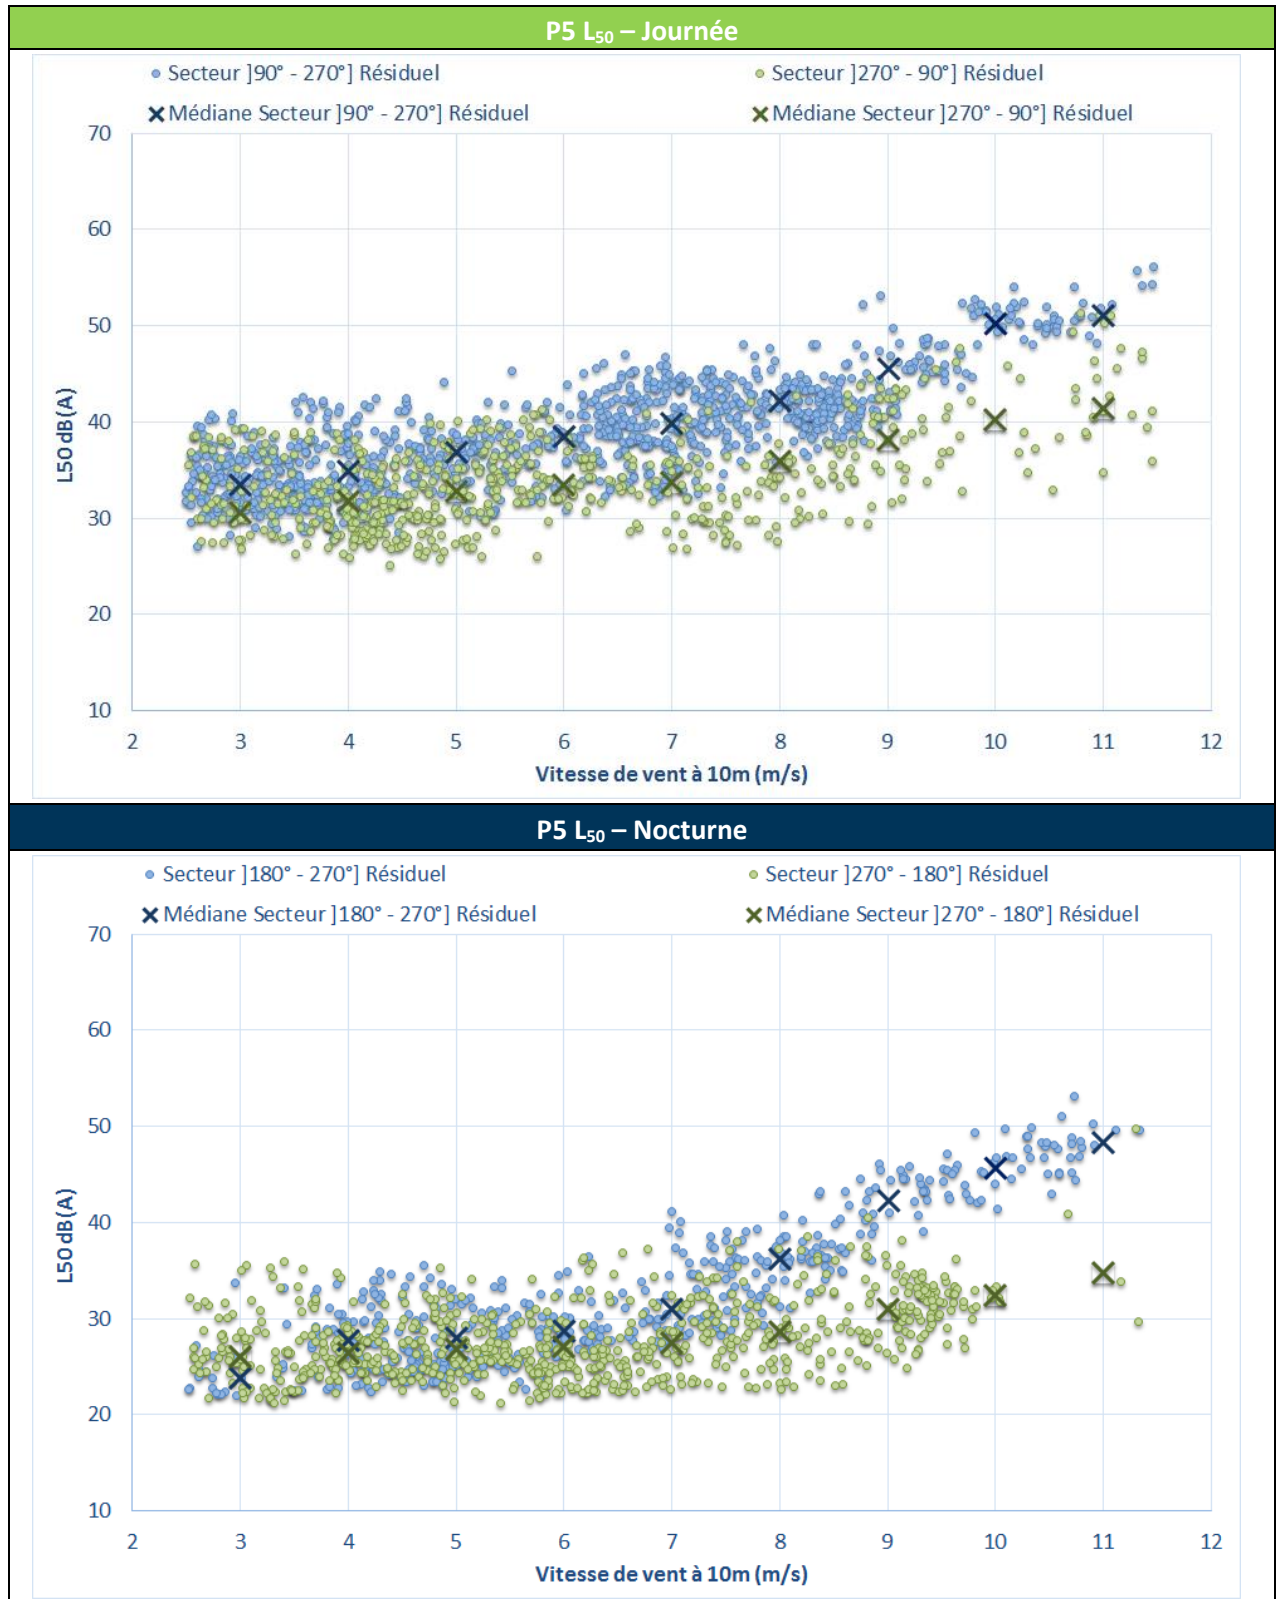 P5 L₅₀ – Journée
Secteur ]90° - 270°] Résiduel
Secteur ]270° - 90°] Résiduel
Médiane Secteur ]90° - 270°] Résiduel
Médiane Secteur ]270° - 90°] Résiduel
70
60
50
40
30
20
10
L50 dB(A)
2 3 4 5 6 7 8 9 10 11 12
Vitesse de vent à 10m (m/s)
P5 L₅₀ – Nocturne
Secteur ]180° - 270°] Résiduel
Secteur ]270° - 180°] Résiduel
Médiane Secteur ]180° - 270°] Résiduel
Médiane Secteur ]270° - 180°] Résiduel
70
60
50
40
30
20
10
L50 dB(A)
2 3 4 5 6 7 8 9 10 11 12
Vitesse de vent à 10m (m/s)